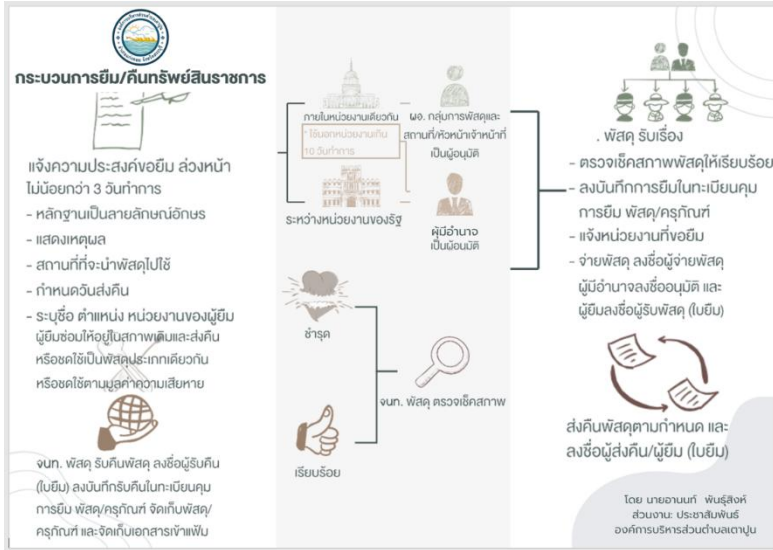 กระบวนการยืม/คืนทรัพย์สินราชการ
แจ้งความประสงค์ขอยืม ล่วงหน้า
ไม่น้อยกว่า 3 วันทำการ
- หลักฐานเป็นลายลักษณ์อักษร
- แสดงเหตุผล
- สถานที่ที่จะนำพัสดุไปใช้
- กำหนดวันส่งคืน
- ระบุชื่อ ตำแหน่ง หน่วยงานของผู้ยืม
ภายในหน่วยงานเดียวกัน
* ใช้นอกหน่วยงานเกิน
10 วันทำการ
ผอ. กลุ่มการพัสดุและ
สถานที่/หัวหน้าเจ้าหน้าที่
เป็นผู้อนุมัติ
ระหว่างหน่วยงานของรัฐ
ผู้มีอำนาจ
เป็นผู้อนุมัติ
. พัสดุ รับเรื่อง
- ตรวจเช็คสภาพพัสดุให้เรียบร้อย
- ลงบันทึกการยืมในทะเบียนคุม
การยืม พัสดุ/ครุภัณฑ์
- แจ้งหน่วยงานที่ขอยืม
- จ่ายพัสดุ ลงชื่อผู้จ่ายพัสดุ
ผู้มีอำนาจลงชื่ออนุมัติ และ
ผู้ยืมลงชื่อผู้รับพัสดุ (ใบยืม)
ส่งคืนพัสดุตามกำหนด และ
ลงชื่อผู้ส่งคืน/ผู้ยืม (ใบยืม)
จนท. พัสดุ ตรวจเช็คสภาพ
ชำรุด
เรียบร้อย
ผู้ยืมซ่อมให้อยู่ในสภาพเดิมและส่งคืน
หรือชดใช้เป็นพัสดุประเภทเดียวกัน
หรือชดใช้ตามมูลค่าความเสียหาย
จนท. พัสดุ รับคืนพัสดุ ลงชื่อผู้รับคืน
(ใบยืม) ลงบันทึกรับคืนในทะเบียนคุม
การยืม พัสดุ/ครุภัณฑ์ จัดเก็บพัสดุ/
ครุภัณฑ์ และจัดเก็บเอกสารเข้าแฟ้ม
โดย นายอานนท์ พันธุ์สิงห์
ส่วนงาน: ประชาสัมพันธ์
องค์การบริหารส่วนตำบลเตาปูน